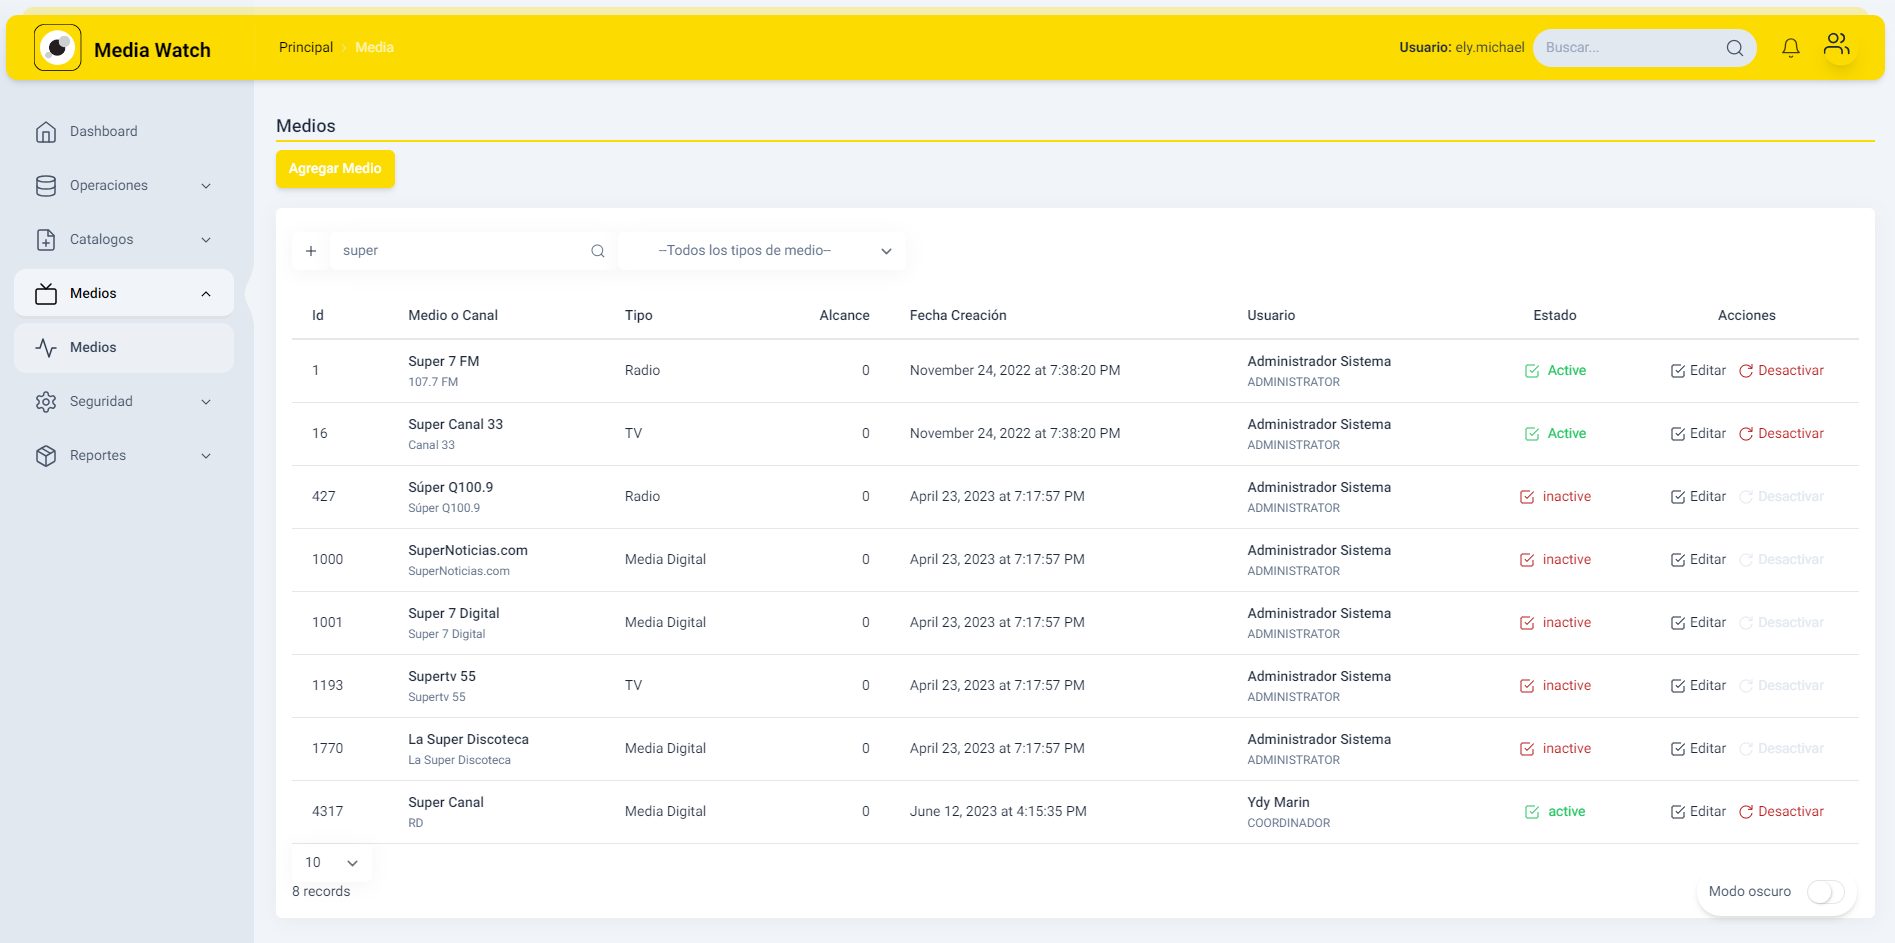 Media Watch
Principal > Media
Usuario: ely.michael
Buscar...
Dashboard
Operaciones
Catalogos
Medios
Medios
Seguridad
Reportes
Medios
Agregar Medio
+ super
--Todos los tipos de medio--
Id Medio o Canal Tipo Alcance Fecha Creación Usuario Estado Acciones
1 Super 7 FM Radio 0 November 24, 2022 at 7:38:20 PM Administrador Sistema Active Editar Desactivar
107.7 FM ADMINISTRATOR
16 Super Canal 33 TV 0 November 24, 2022 at 7:38:20 PM Administrador Sistema Active Editar Desactivar
Canal 33 ADMINISTRATOR
427 Súper Q100.9 Radio 0 April 23, 2023 at 7:17:57 PM Administrador Sistema inactive Editar Desactivar
Súper Q100.9 ADMINISTRATOR
1000 SuperNoticias.com Media Digital 0 April 23, 2023 at 7:17:57 PM Administrador Sistema inactive Editar Desactivar
SuperNoticias.com ADMINISTRATOR
1001 Super 7 Digital Media Digital 0 April 23, 2023 at 7:17:57 PM Administrador Sistema inactive Editar Desactivar
Super 7 Digital ADMINISTRATOR
1193 Supertv 55 TV 0 April 23, 2023 at 7:17:57 PM Administrador Sistema inactive Editar Desactivar
Supertv 55 ADMINISTRATOR
1770 La Super Discoteca Media Digital 0 April 23, 2023 at 7:17:57 PM Administrador Sistema inactive Editar Desactivar
La Super Discoteca ADMINISTRATOR
4317 Super Canal Media Digital 0 June 12, 2023 at 4:15:35 PM Ydy Marin active Editar Desactivar
RD COORDINADOR
10
8 records
Modo oscuro